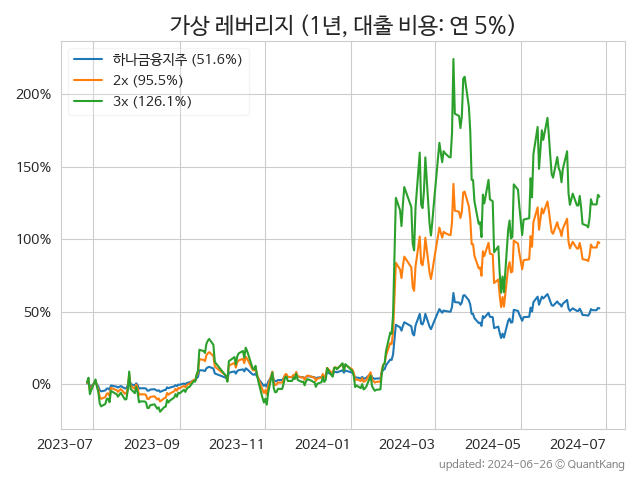 가상 레버리지 (1년, 대출 비용: 연 5%)
하나금융지주 (51.6%)
2x (95.5%)
3x (126.1%)
200%
150%
100%
50%
0%
2023-07
2023-09
2023-11
2024-01
2024-03
2024-05
2024-07
updated: 2024-06-26 © QuantKang